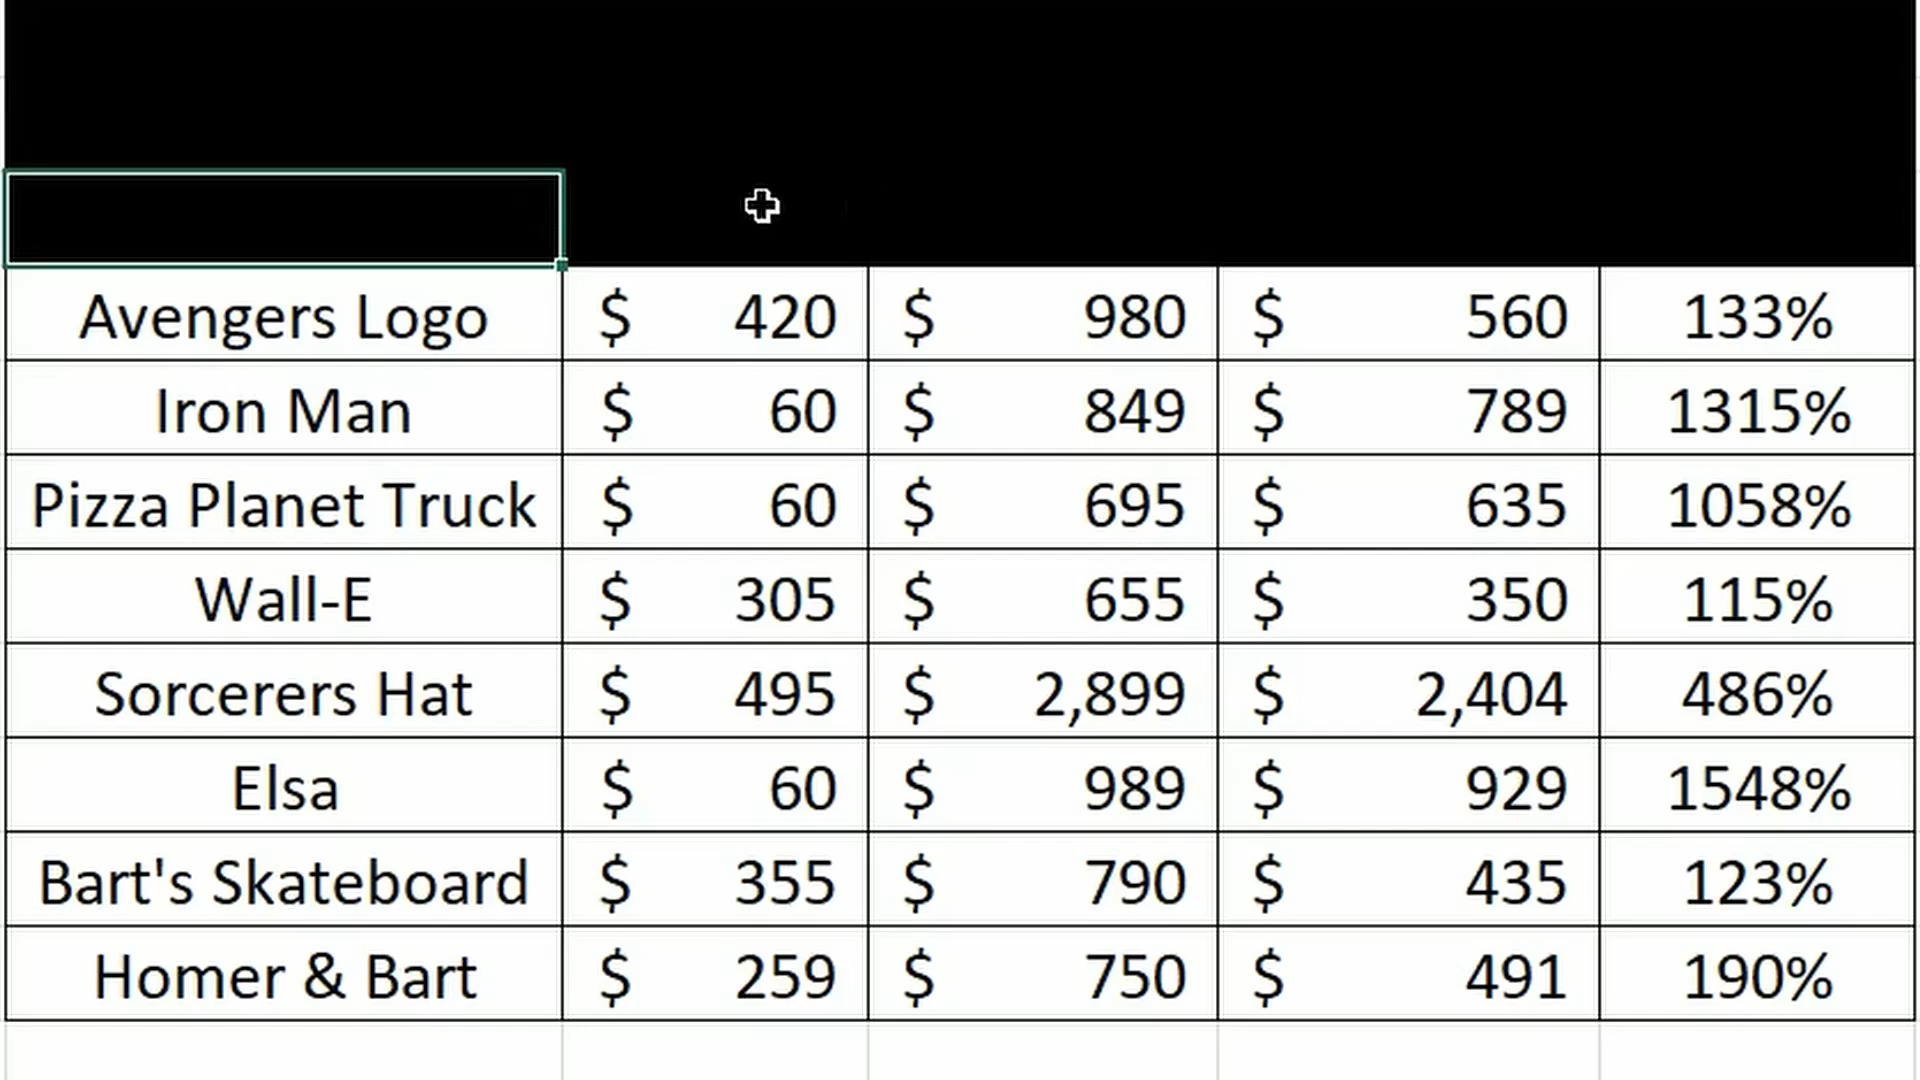 Avengers Logo $ 420 $ 980 $ 560 133%
Iron Man $ 60 $ 849 $ 789 1315%
Pizza Planet Truck $ 60 $ 695 $ 635 1058%
Wall-E $ 305 $ 655 $ 350 115%
Sorcerers Hat $ 495 $ 2,899 $ 2,404 486%
Elsa $ 60 $ 989 $ 929 1548%
Bart's Skateboard $ 355 $ 790 $ 435 123%
Homer & Bart $ 259 $ 750 $ 491 190%